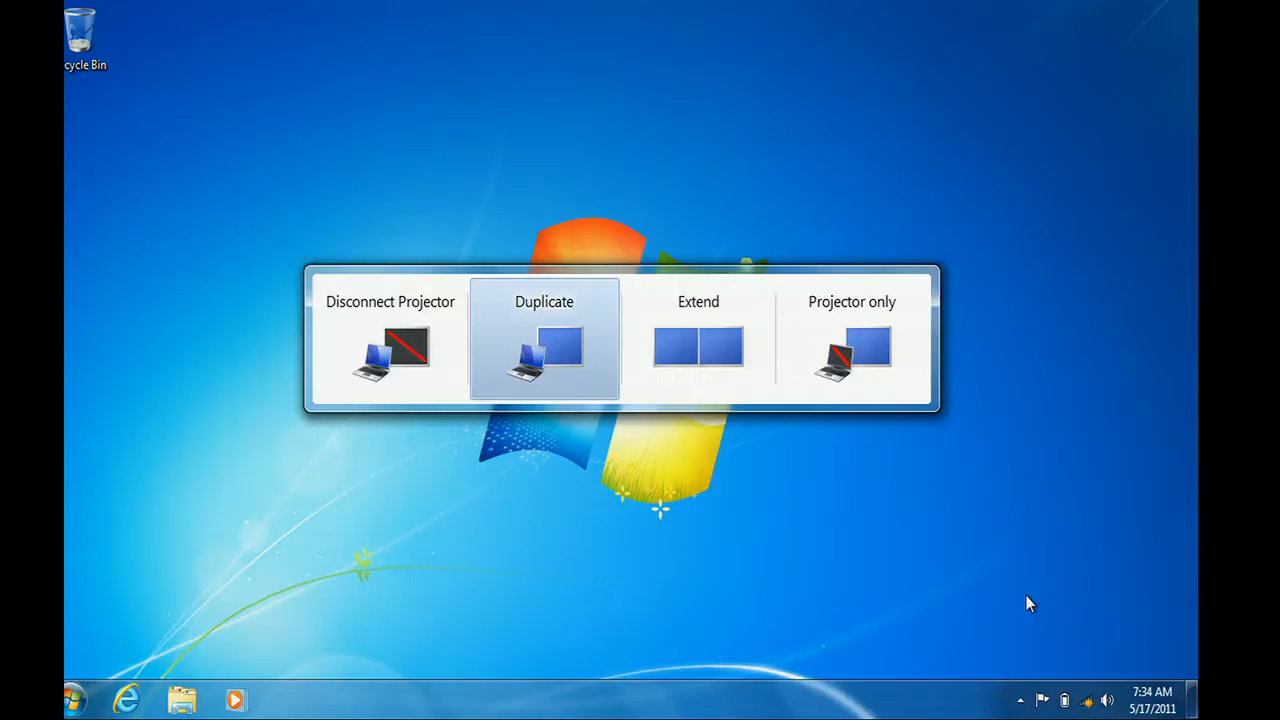 cycle Bin
Disconnect Projector
Duplicate
Extend
Projector only
7:34 AM
5/17/2011